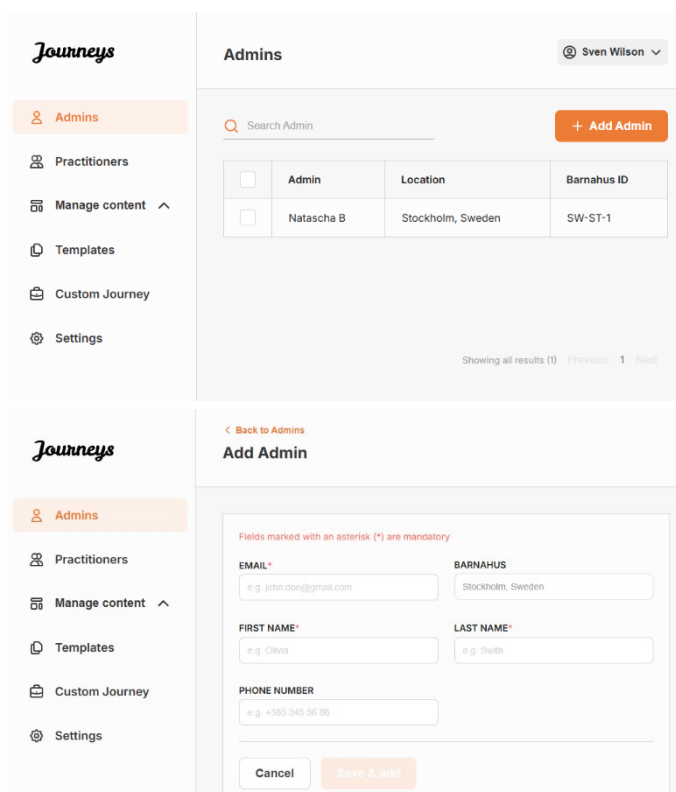 Journeys
Admins
Sven Wilson
Admins
Practitioners
Manage content
Templates
Custom Journey
Settings
Search Admin
+ Add Admin
Admin Location Barnahus ID
Natascha B Stockholm, Sweden SW-ST-1
Showing all results (1) Previous 1 Next
Journeys
< Back to Admins
Add Admin
Admins
Practitioners
Manage content
Templates
Custom Journey
Settings
Fields marked with an asterisk (*) are mandatory
EMAIL* BARNAHUS
e.g. john.don@gmail.com Stockholm, Sweden
FIRST NAME* LAST NAME*
e.g. Olivia e.g. Swith
PHONE NUMBER
e.g. +385 345 56 66
Cancel Save & add